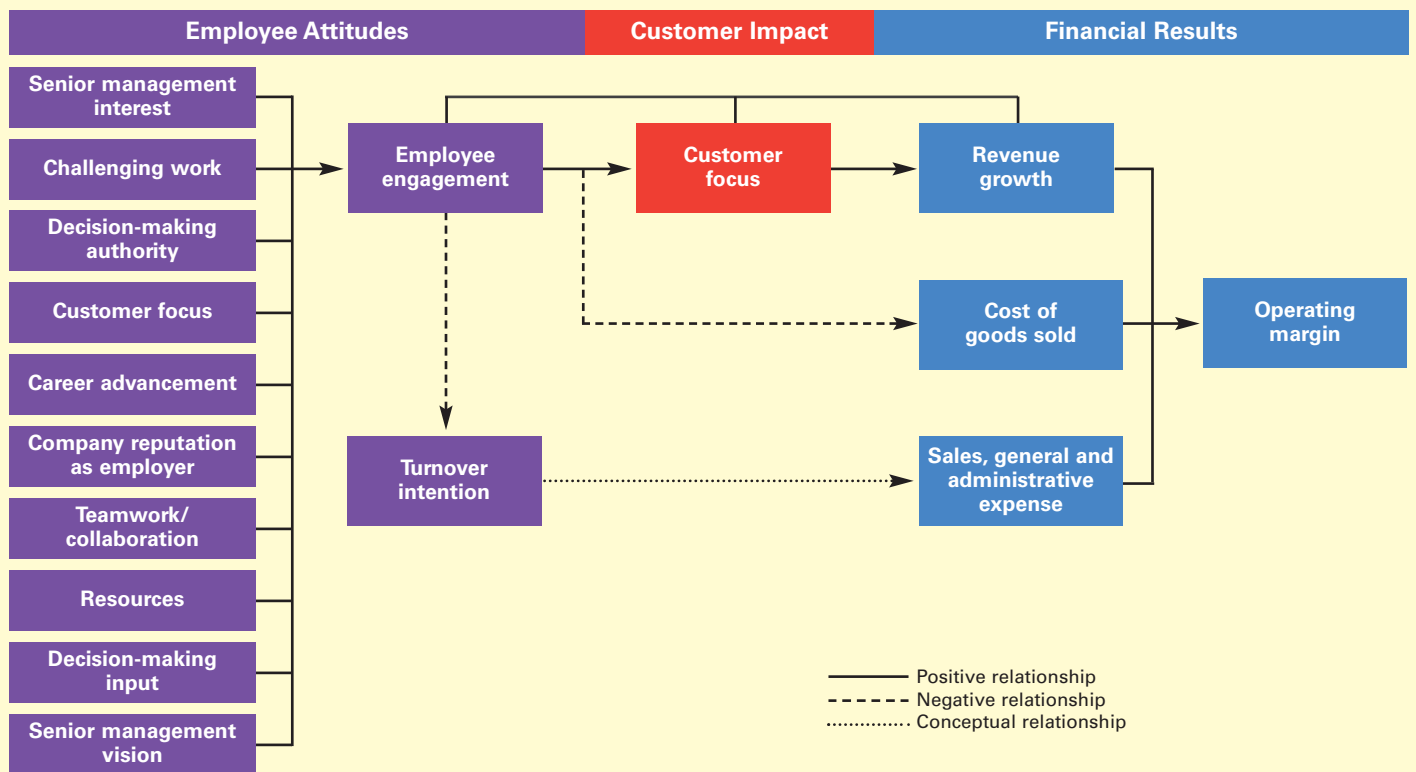 Employee Attitudes
Customer Impact
Financial Results
Senior management
interest
Challenging work
Decision-making
authority
Customer focus
Career advancement
Company reputation
as employer
Teamwork/
collaboration
Resources
Decision-making
input
Senior management
vision
Employee
engagement
Customer
focus
Revenue
growth
Cost of
goods sold
Operating
margin
Turnover
intention
Sales, general and
administrative
expense
Positive relationship
Negative relationship
Conceptual relationship